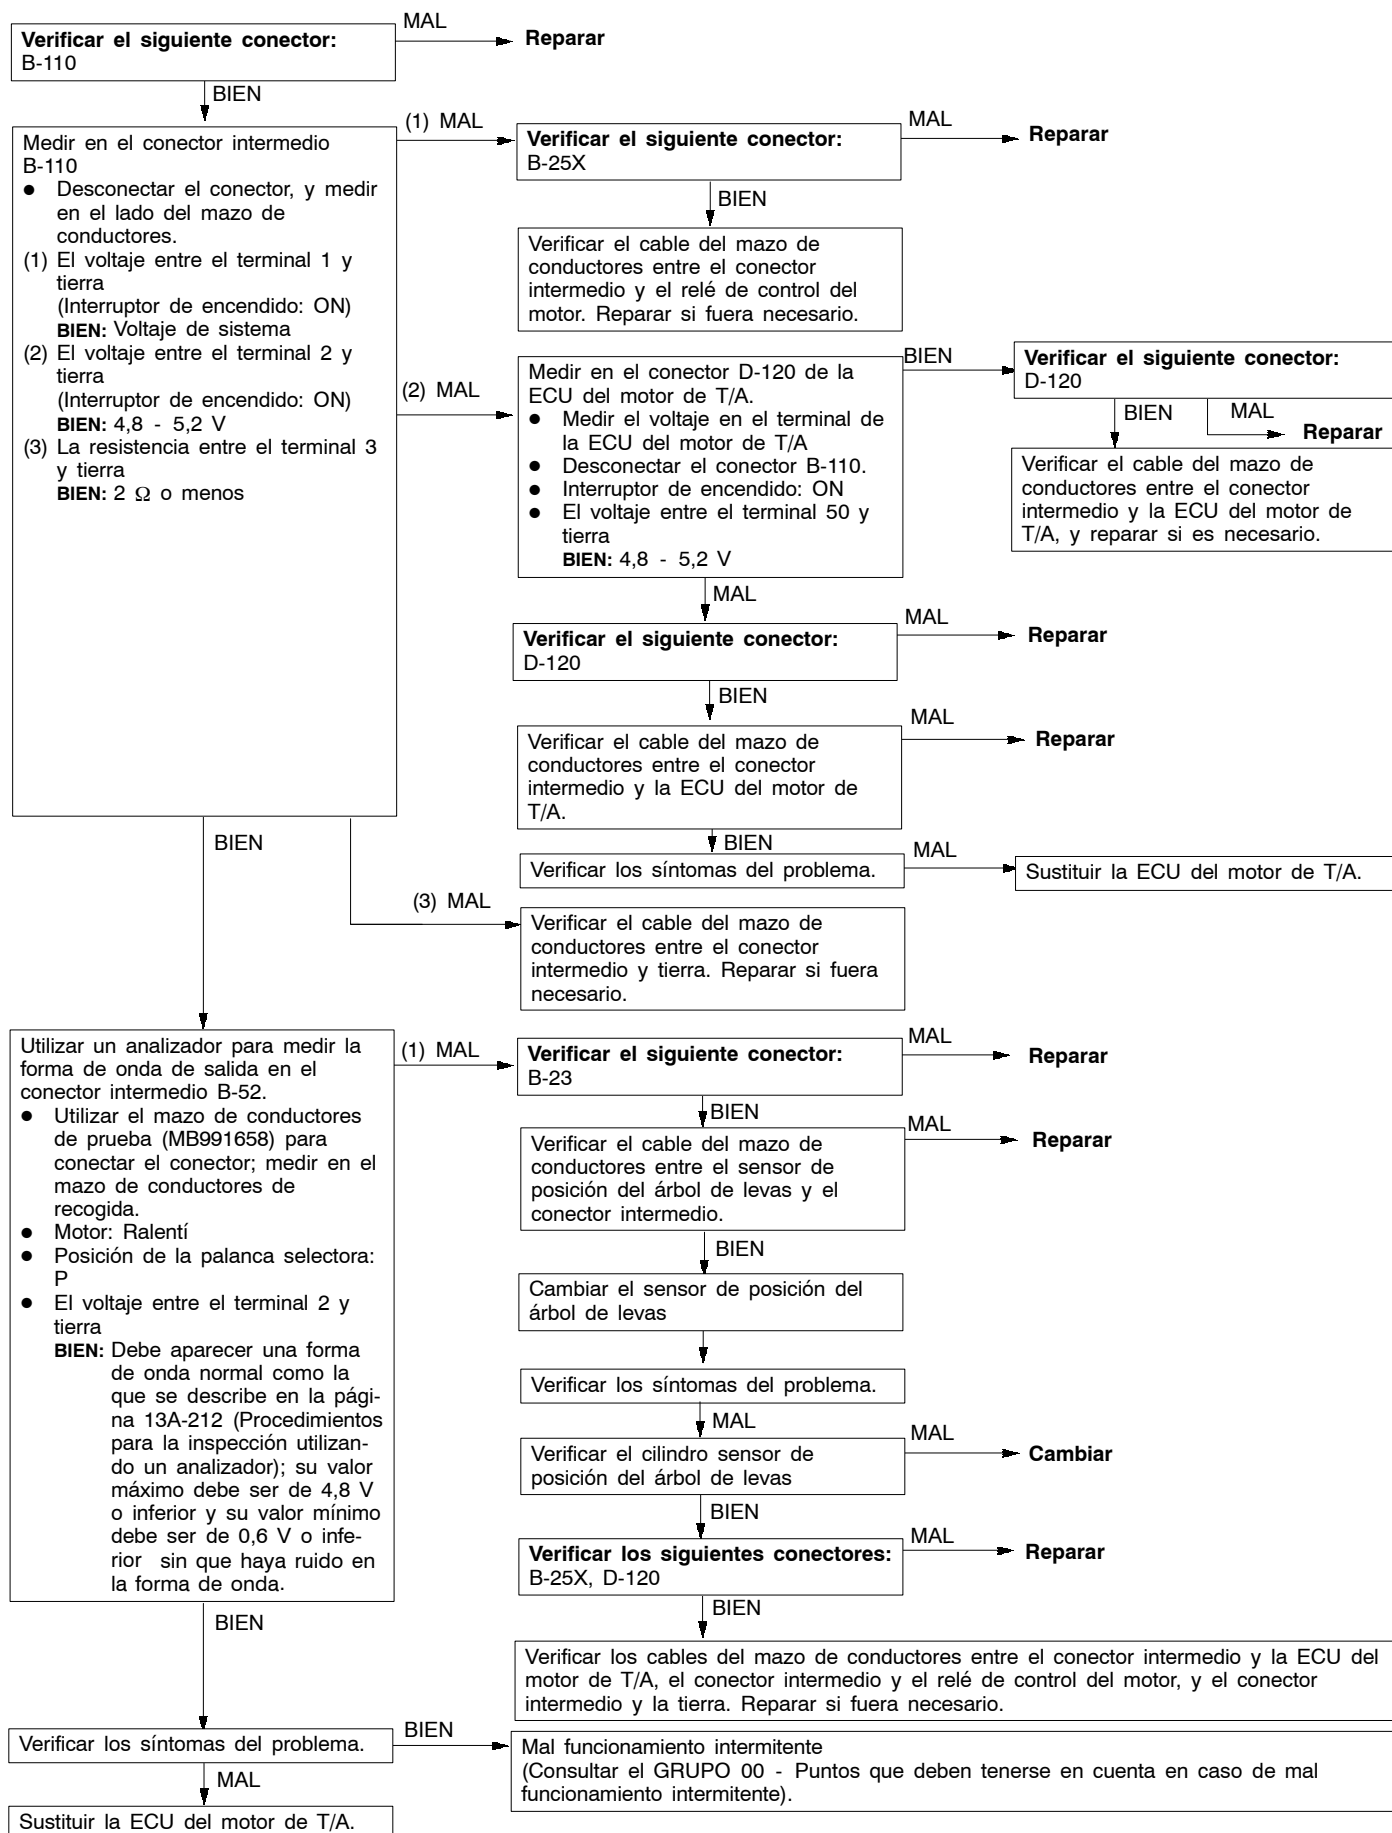 MAL
Verificar el siguiente conector:
B-110
Reparar
BIEN
Medir en el conector intermedio
B-110
● Desconectar el conector, y medir
en el lado del mazo de
conductores.
(1) El voltaje entre el terminal 1 y
tierra
(Interruptor de encendido: ON)
BIEN: Voltaje de sistema
(2) El voltaje entre el terminal 2 y
tierra
(Interruptor de encendido: ON)
BIEN: 4,8 - 5,2 V
(3) La resistencia entre el terminal 3
y tierra
BIEN: 2 Ω o menos
(1) MAL
Verificar el siguiente conector:
B-25X
MAL
Reparar
BIEN
Verificar el cable del mazo de
conductores entre el conector
intermedio y el relé de control del
motor. Reparar si fuera necesario.
(2) MAL
Medir en el conector D-120 de la
ECU del motor de T/A.
● Medir el voltaje en el terminal de
la ECU del motor de T/A
● Desconectar el conector B-110.
● Interruptor de encendido: ON
● El voltaje entre el terminal 50 y
tierra
BIEN: 4,8 - 5,2 V
BIEN
Verificar el siguiente conector:
D-120
BIEN
MAL
Reparar
Verificar el cable del mazo de
conductores entre el conector
intermedio y la ECU del motor de
T/A, y reparar si es necesario.
MAL
Verificar el siguiente conector:
D-120
MAL
Reparar
BIEN
Verificar el cable del mazo de
conductores entre el conector
intermedio y la ECU del motor de
T/A.
MAL
Reparar
BIEN
Verificar los síntomas del problema.
MAL
Sustituir la ECU del motor de T/A.
BIEN
(3) MAL
Verificar el cable del mazo de
conductores entre el conector
intermedio y tierra. Reparar si fuera
necesario.
Utilizar un analizador para medir la
forma de onda de salida en el
conector intermedio B-52.
● Utilizar el mazo de conductores
de prueba (MB991658) para
conectar el conector; medir en el
mazo de conductores de
recogida.
● Motor: Ralentí
● Posición de la palanca selectora:
P
● El voltaje entre el terminal 2 y
tierra
BIEN: Debe aparecer una forma
de onda normal como la
que se describe en la pági-
na 13A-212 (Procedimientos
para la inspección utilizan-
do un analizador); su valor
máximo debe ser de 4,8 V
o inferior y su valor mínimo
debe ser de 0,6 V o infe-
rior sin que haya ruido en
la forma de onda.
(1) MAL
Verificar el siguiente conector:
B-23
MAL
Reparar
BIEN
Verificar el cable del mazo de
conductores entre el sensor de
posición del árbol de levas y el
conector intermedio.
MAL
Reparar
BIEN
Cambiar el sensor de posición del
árbol de levas
Verificar los síntomas del problema.
MAL
Verificar el cilindro sensor de
posición del árbol de levas
MAL
Cambiar
BIEN
Verificar los siguientes conectores:
B-25X, D-120
MAL
Reparar
BIEN
Verificar los cables del mazo de conductores entre el conector intermedio y la ECU del
motor de T/A, el conector intermedio y el relé de control del motor, y el conector
intermedio y la tierra. Reparar si fuera necesario.
BIEN
Verificar los síntomas del problema.
BIEN
Mal funcionamiento intermitente
(Consultar el GRUPO 00 - Puntos que deben tenerse en cuenta en caso de mal
funcionamiento intermitente).
MAL
Sustituir la ECU del motor de T/A.